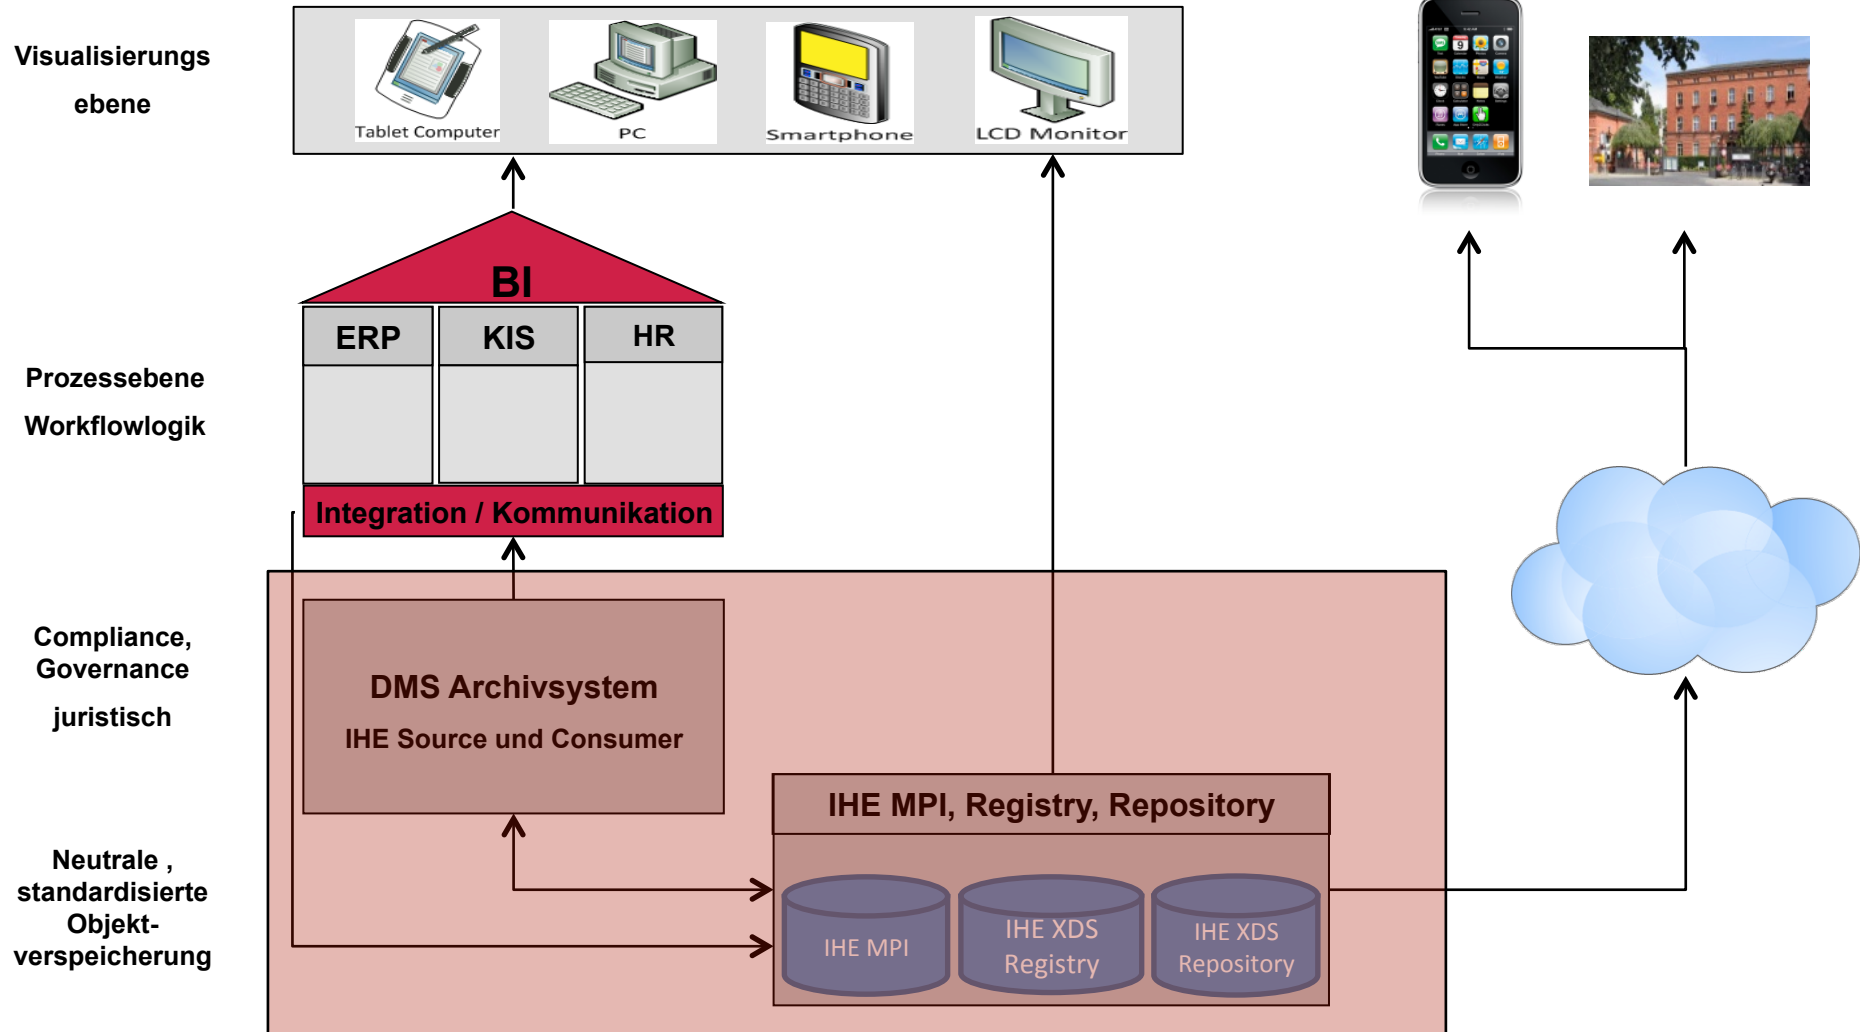 Visualisierungs
ebene
Tablet Computer
PC
Smartphone
LCD Monitor
BI
ERP
KIS
HR
Prozessebene
Workflowlogik
Integration / Kommunikation
Compliance,
Governance
juristisch
DMS Archivsystem
IHE Source und Consumer
IHE MPI, Registry, Repository
Neutrale ,
standardisierte
Objekt-
verspeicherung
IHE MPI
IHE XDS
Registry
IHE XDS
Repository